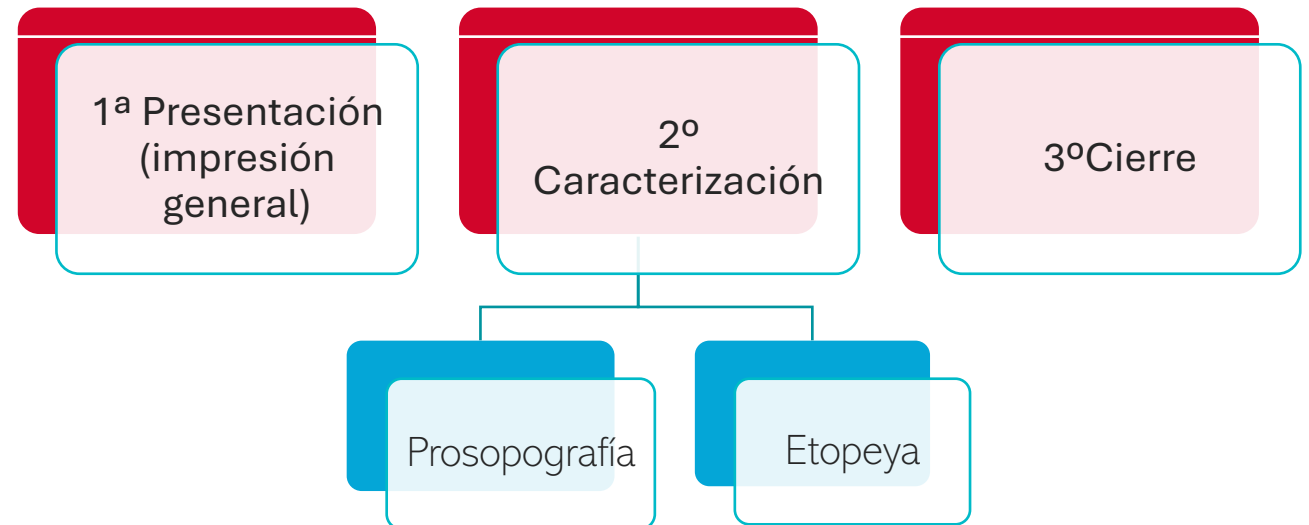 1ª Presentación
(impresión
general)
2º
Caracterización
3ºCierre
Prosopografía
Etopeya